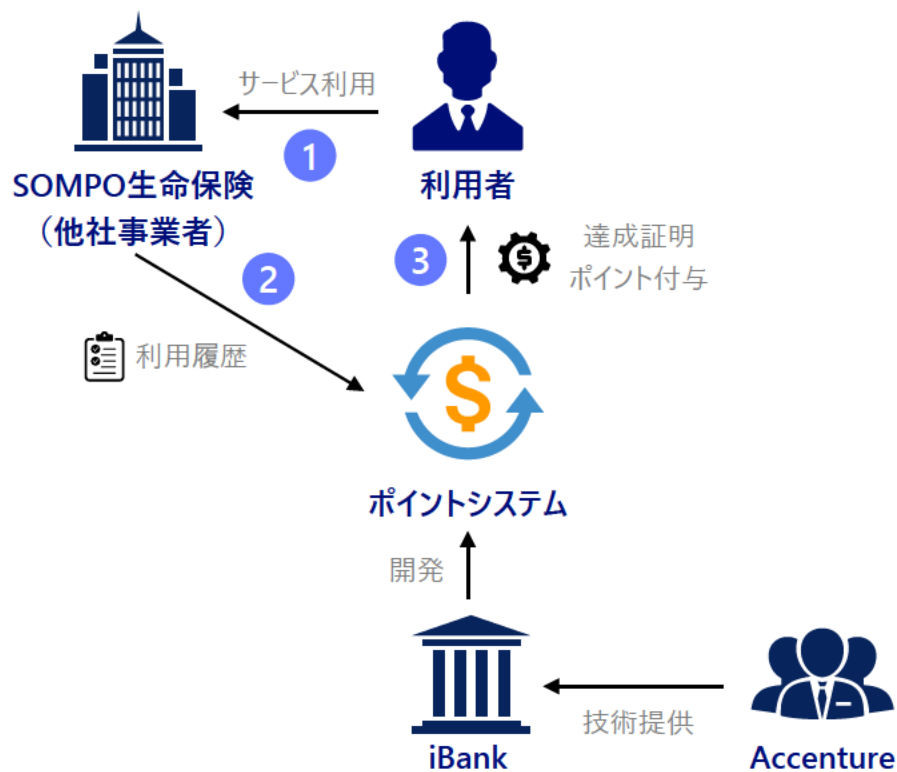 サービス利用
1
SOMPO生命保険
（他社事業者）
利用者
2
3
達成証明
ポイント付与
$
利用履歴
$
ポイントシステム
開発
技術提供
iBank
Accenture